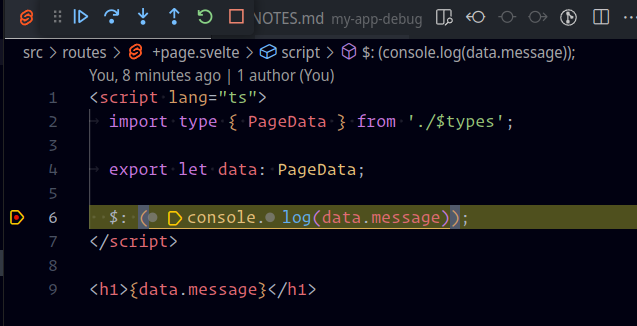 NOTES.md my-app-debug
src > routes > +page.svelte > script > $: (console.log(data.message));
You, 8 minutes ago | 1 author (You)
1 <script lang="ts">
2 import type { PageData } from './$types';
3
4 export let data: PageData;
5
6 $: (console.log(data.message));
7 </script>
8
9 <h1>{data.message}</h1>